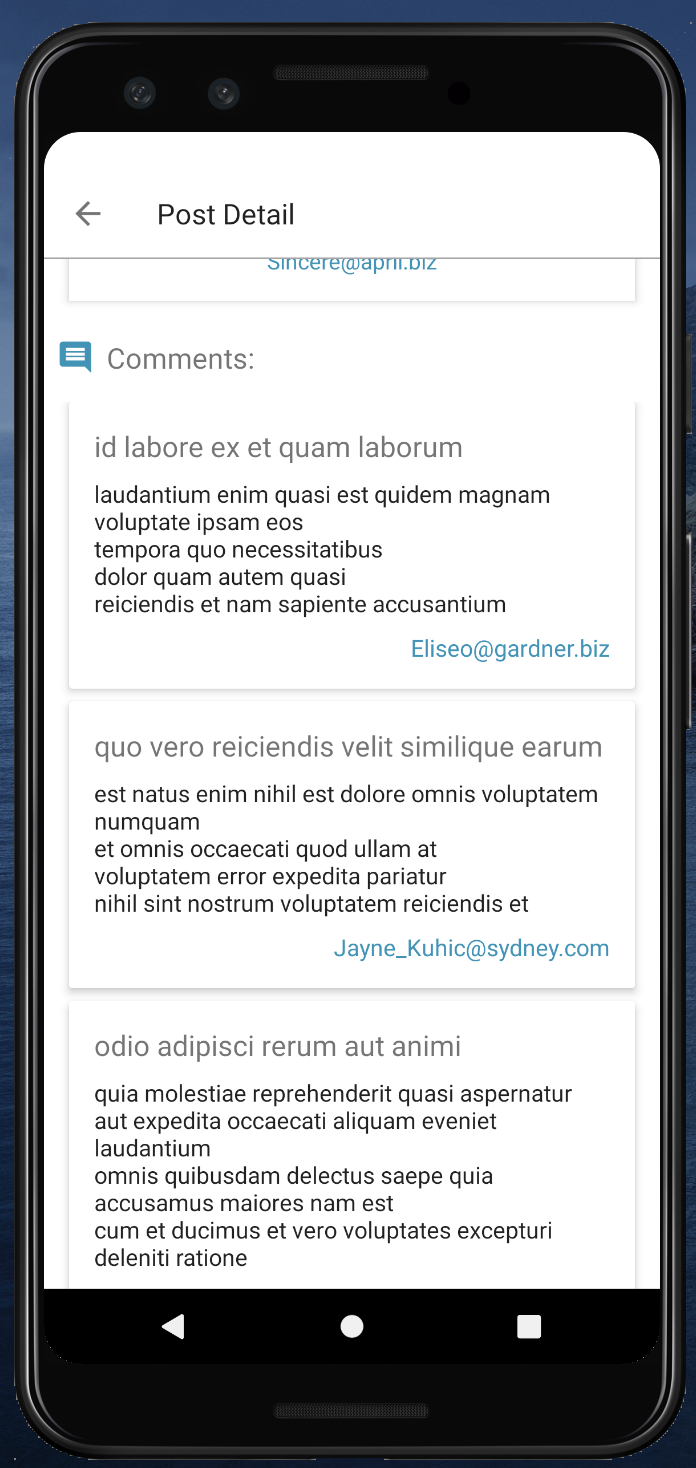 Post Detail
Sincere@april.biz
Comments:
id labore ex et quam laborum
laudantium enim quasi est quidem magnam
voluptate ipsam eos
tempora quo necessitatibus
dolor quam autem quasi
reiciendis et nam sapiente accusantium
Eliseo@gardner.biz
quo vero reiciendis velit similique earum
est natus enim nihil est dolore omnis voluptatem
numquam
et omnis occaecati quod ullam at
voluptatem error expedita pariatur
nihil sint nostrum voluptatem reiciendis et
Jayne_Kuhic@sydney.com
odio adipisci rerum aut animi
quia molestiae reprehenderit quasi aspernatur
aut expedita occaecati aliquam eveniet
laudantium
omnis quibusdam delectus saepe quia
accusamus maiores nam est
cum et ducimus et vero voluptates excepturi
deleniti ratione